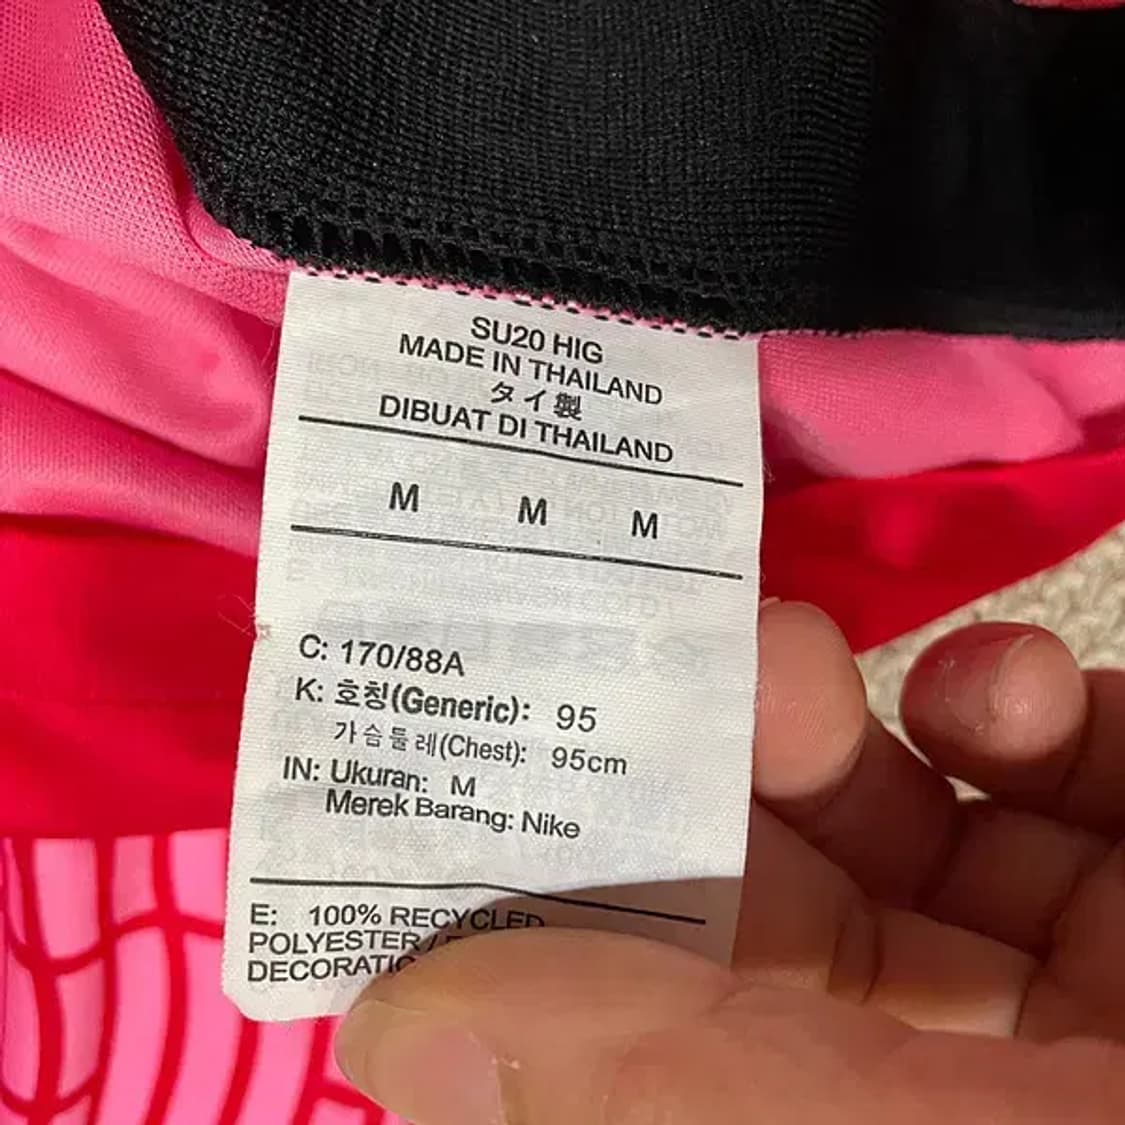 SU20 HIG
MADE IN THAILAND
タイ製
DIBUAT DI THAILAND
M M M
C: 170/88A
K: 호칭(Generic): 95
가슴둘레(Chest): 95cm
IN: Ukuran: M
Merek Barang: Nike
E: 100% RECYCLED
POLYESTER /